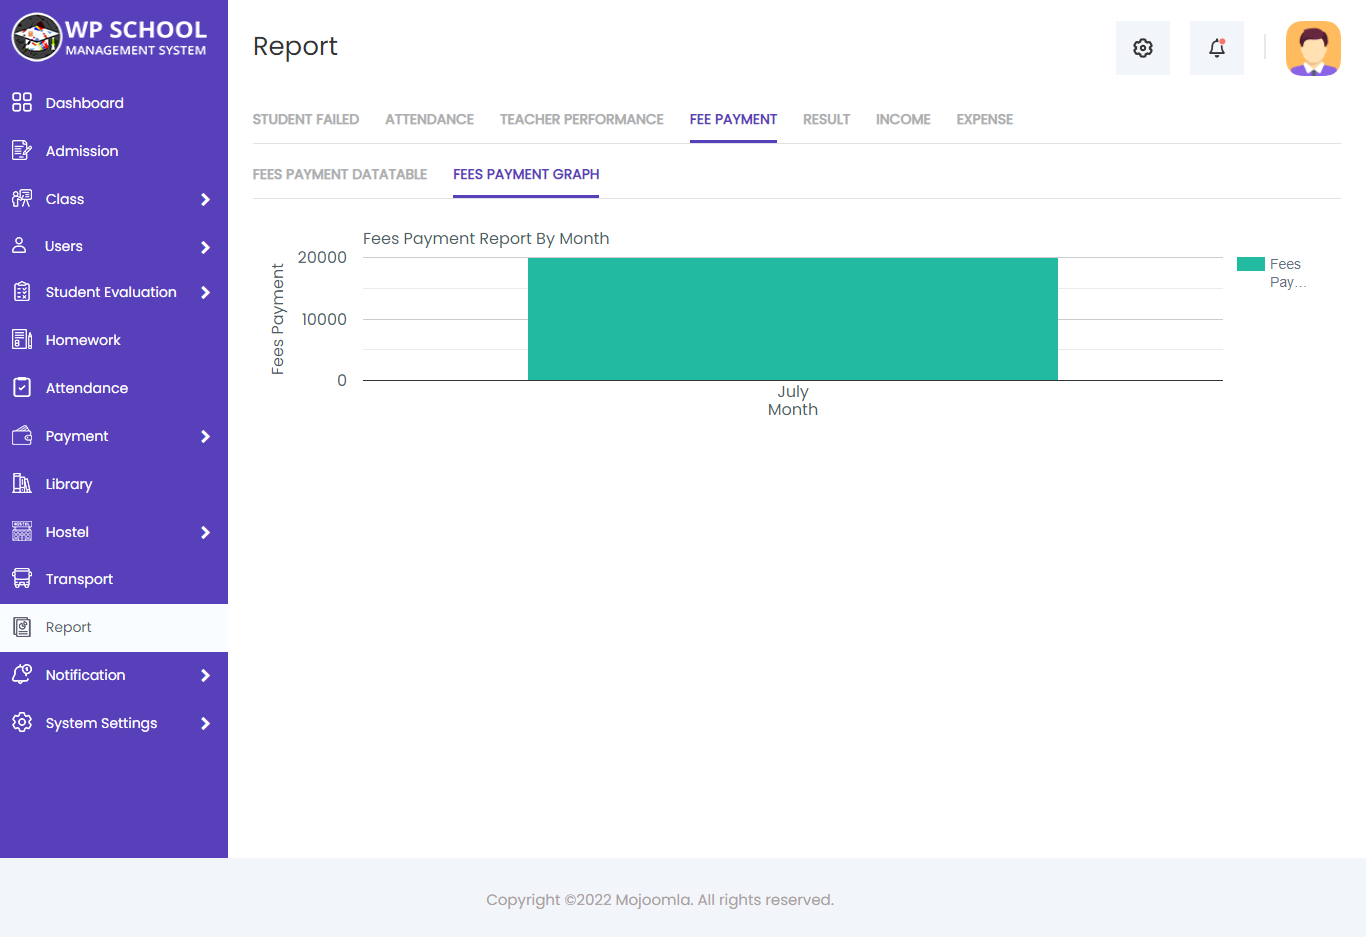 WP SCHOOL
MANAGEMENT SYSTEM
Dashboard
Admission
Class
Users
Student Evaluation
Homework
Attendance
Payment
Library
Hostel
Transport
Report
Notification
System Settings
Report
STUDENT FAILED ATTENDANCE TEACHER PERFORMANCE FEE PAYMENT RESULT INCOME EXPENSE
FEES PAYMENT DATATABLE FEES PAYMENT GRAPH
Fees Payment Report By Month
20000
10000
0
Fees Payment
July
Month
Fees
Pay...
Copyright ©2022 Mojoomla. All rights reserved.